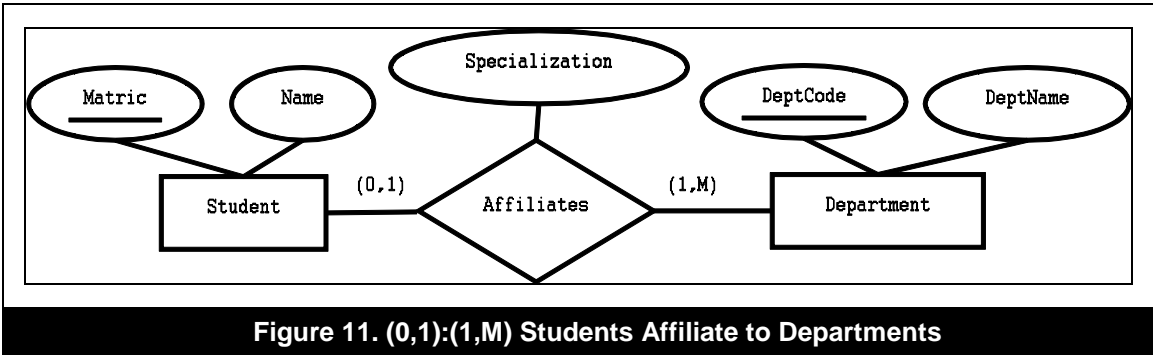 Specialization
Matric Name DeptCode DeptName
(0,1) (1,M)
Student Affiliates Department
Figure 11. (0,1):(1,M) Students Affiliate to Departments